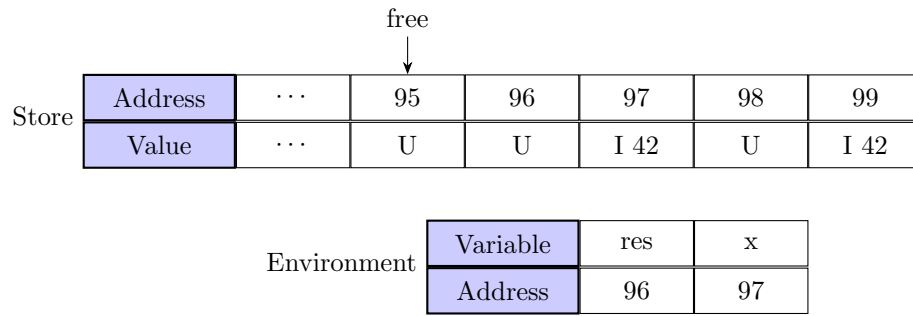 free
Store Address ··· 95 96 97 98 99
Value ··· U U I 42 U I 42
Environment Variable res x
Address 96 97